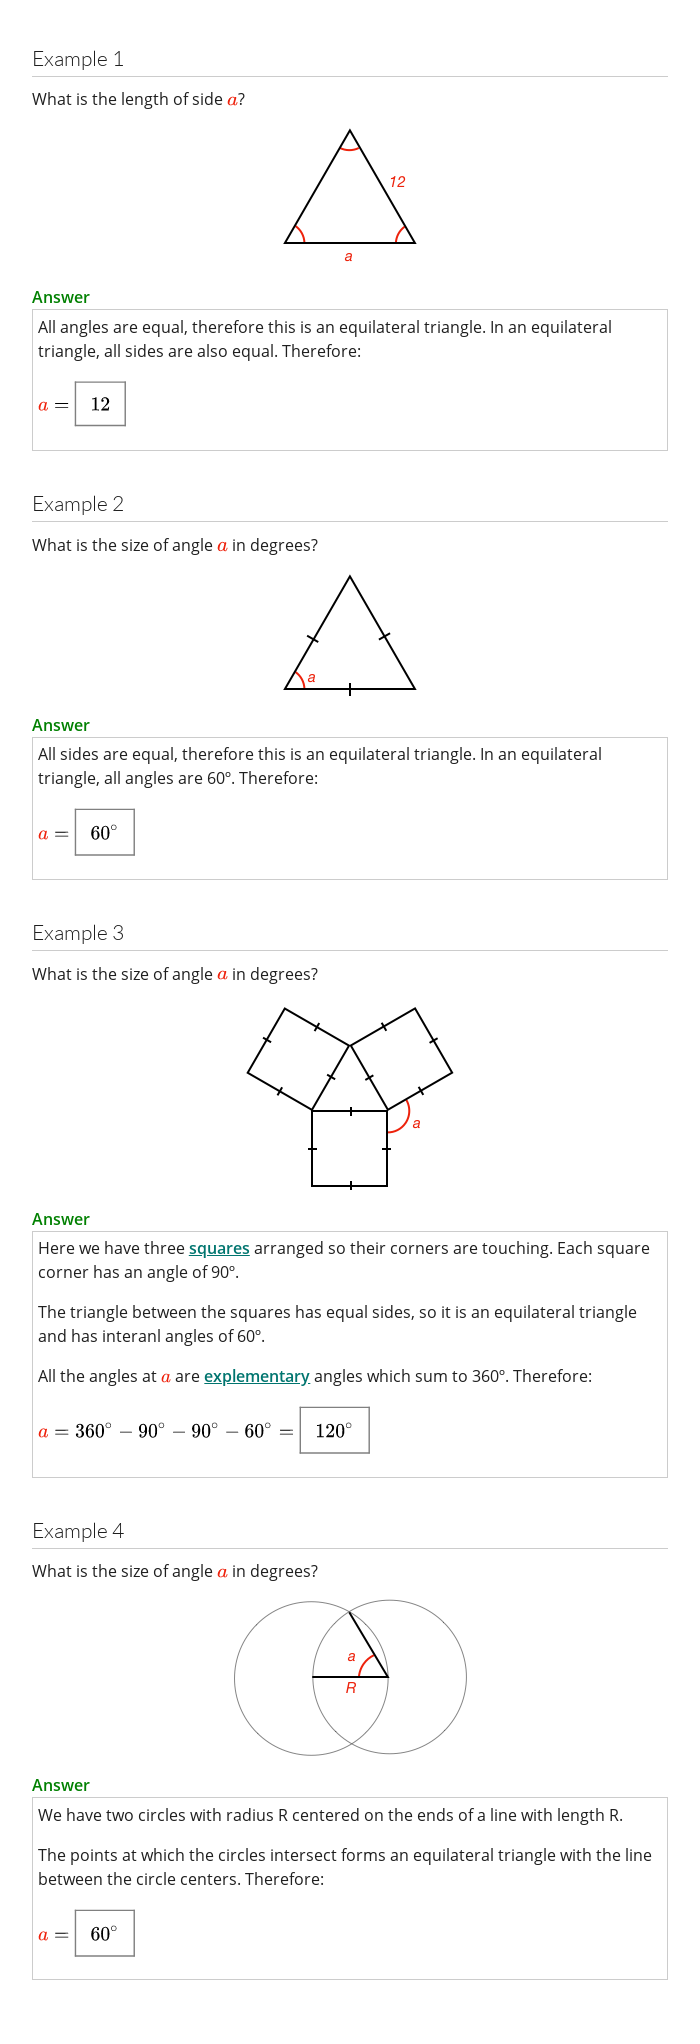 Example 1
What is the length of side a?
12
a
Answer
All angles are equal, therefore this is an equilateral triangle. In an equilateral
triangle, all sides are also equal. Therefore:
a = 12
Example 2
What is the size of angle a in degrees?
a
Answer
All sides are equal, therefore this is an equilateral triangle. In an equilateral
triangle, all angles are 60º. Therefore:
a = 60°
Example 3
What is the size of angle a in degrees?
a
Answer
Here we have three squares arranged so their corners are touching. Each square
corner has an angle of 90º.
The triangle between the squares has equal sides, so it is an equilateral triangle
and has interanl angles of 60º.
All the angles at a are explementary angles which sum to 360º. Therefore:
a = 360° − 90° − 90° − 60° = 120°
Example 4
What is the size of angle a in degrees?
a
R
Answer
We have two circles with radius R centered on the ends of a line with length R.
The points at which the circles intersect forms an equilateral triangle with the line
between the circle centers. Therefore:
a = 60°